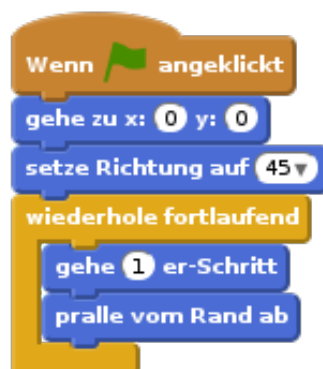 Wenn angeklickt
gehe zu x: 0 y: 0
setze Richtung auf 45
wiederhole fortlaufend
gehe 1 er-Schritt
pralle vom Rand ab